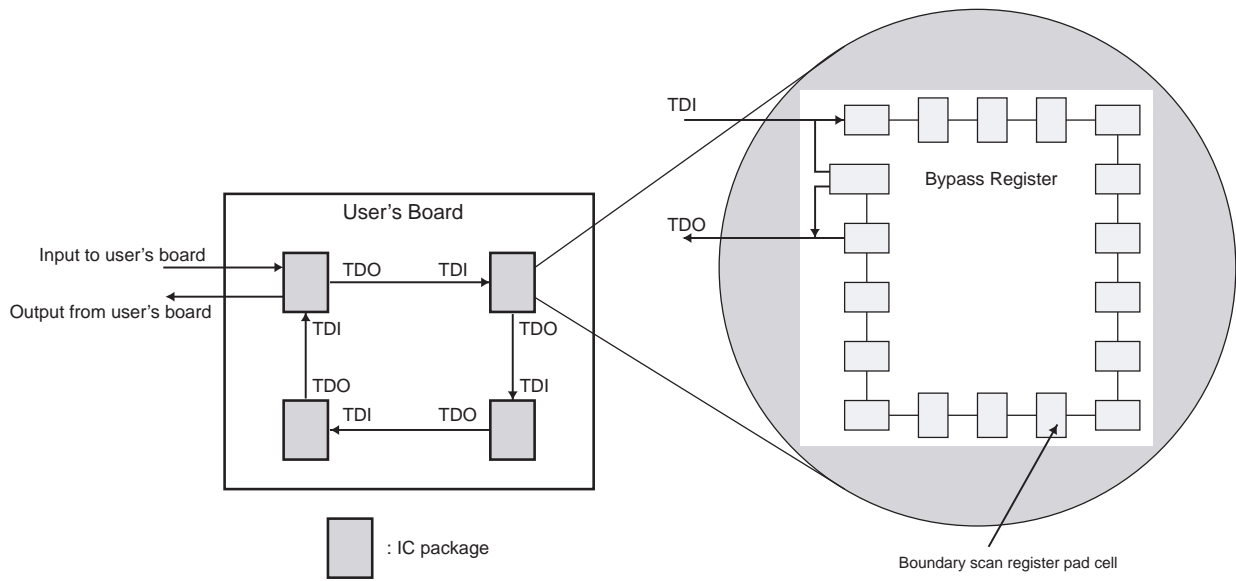 TDI
Bypass Register
TDO
User's Board
Input to user's board
Output from user's board
TDO
TDI
TDI
TDO
TDO
TDI
TDI
TDO
: IC package
Boundary scan register pad cell